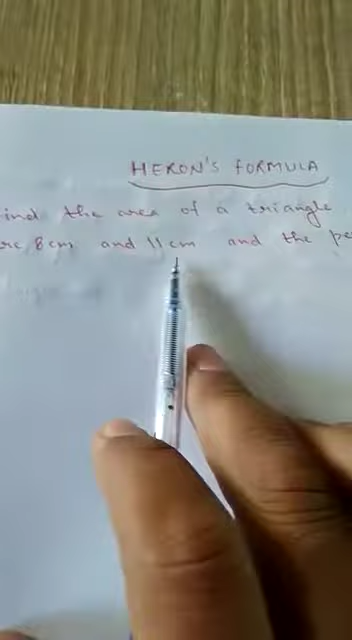 HERON'S FORMULA
ind the area of a triangle
re 8cm and 11cm and the pe